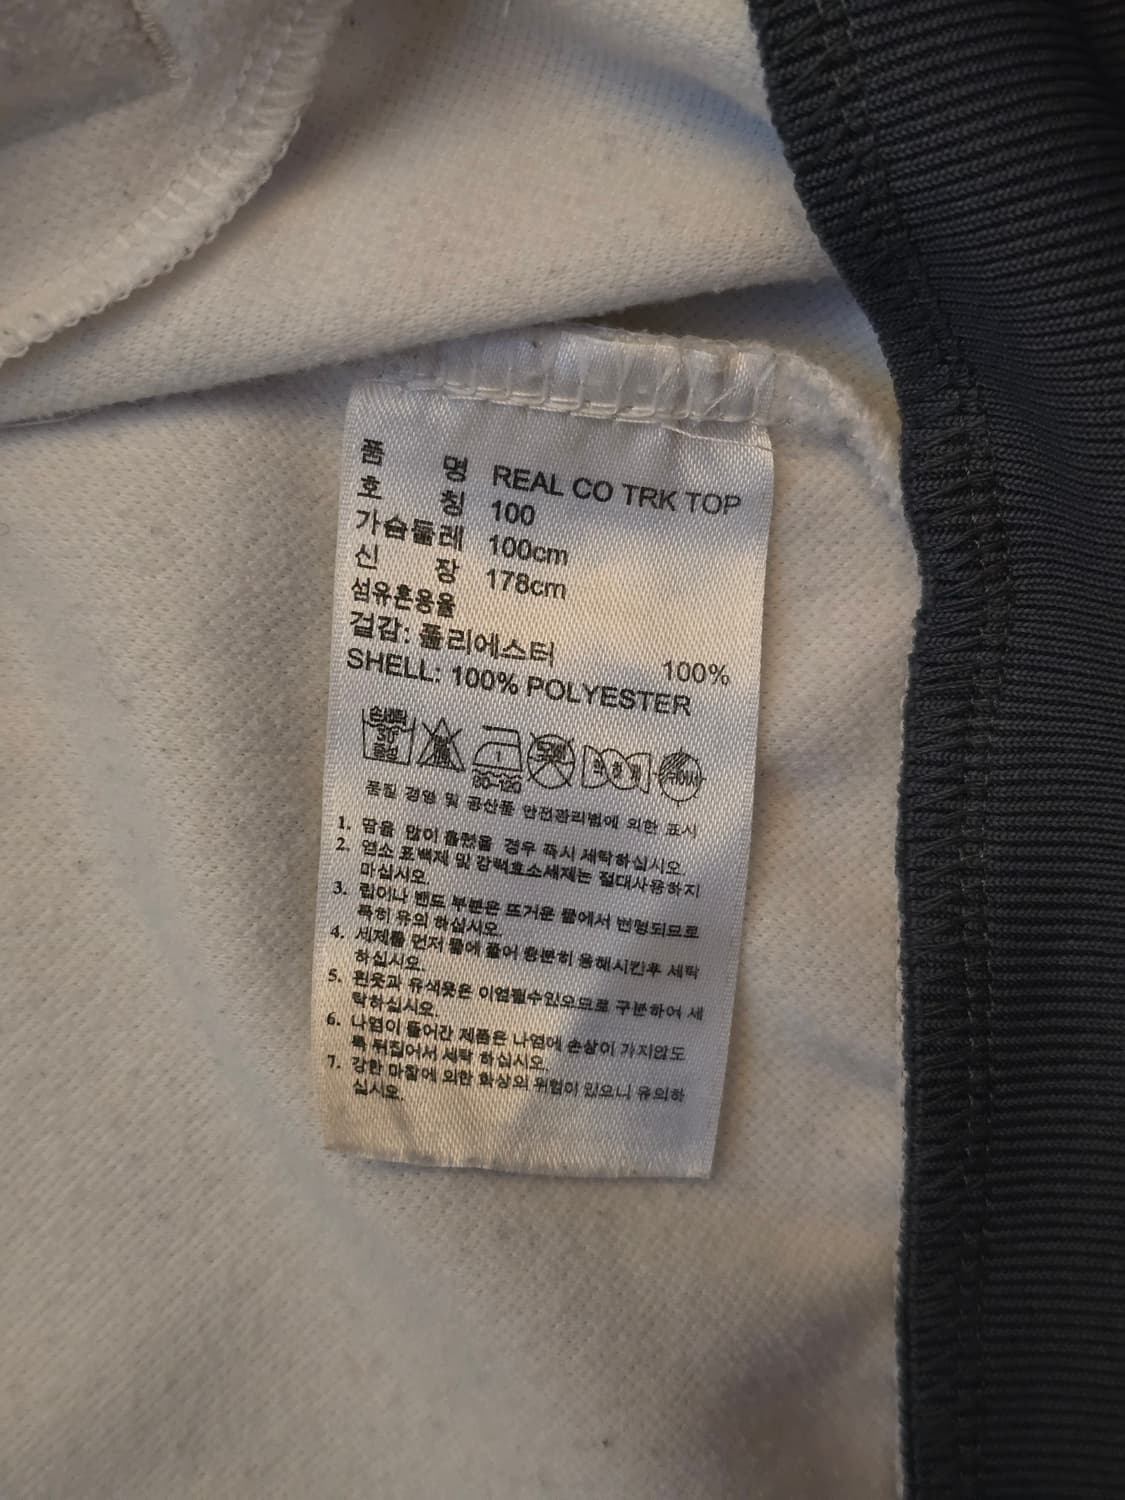 품 명 REAL CO TRK TOP
호 칭 100
가슴둘레 100cm
신 장 178cm
섬유혼용율
겉감: 폴리에스터 100%
SHELL: 100% POLYESTER
80-120
품질 경영 및 공산품 안전관리법에 의한 표시
1. 땀을 많이 흘렸을 경우 즉시 세탁하십시오.
2. 염소 표백제 및 강력효소세제는 절대사용하지
마십시오.
3. 립이나 밴드 부분은 뜨거운 물에서 변형되므로
특히 유의 하십시오.
4. 세제를 먼저 물에 풀어 충분히 용해시킨후 세탁
하십시오.
5. 흰옷과 유색옷은 이염될수있으므로 구분하여 세
탁하십시오.
6. 나염이 들어간 제품은 나염에 손상이 가지않도
록 뒤집어서 세탁 하십시오.
7. 강한 마찰에 의한 화상의 위험이 있으니 유의하
십시오.